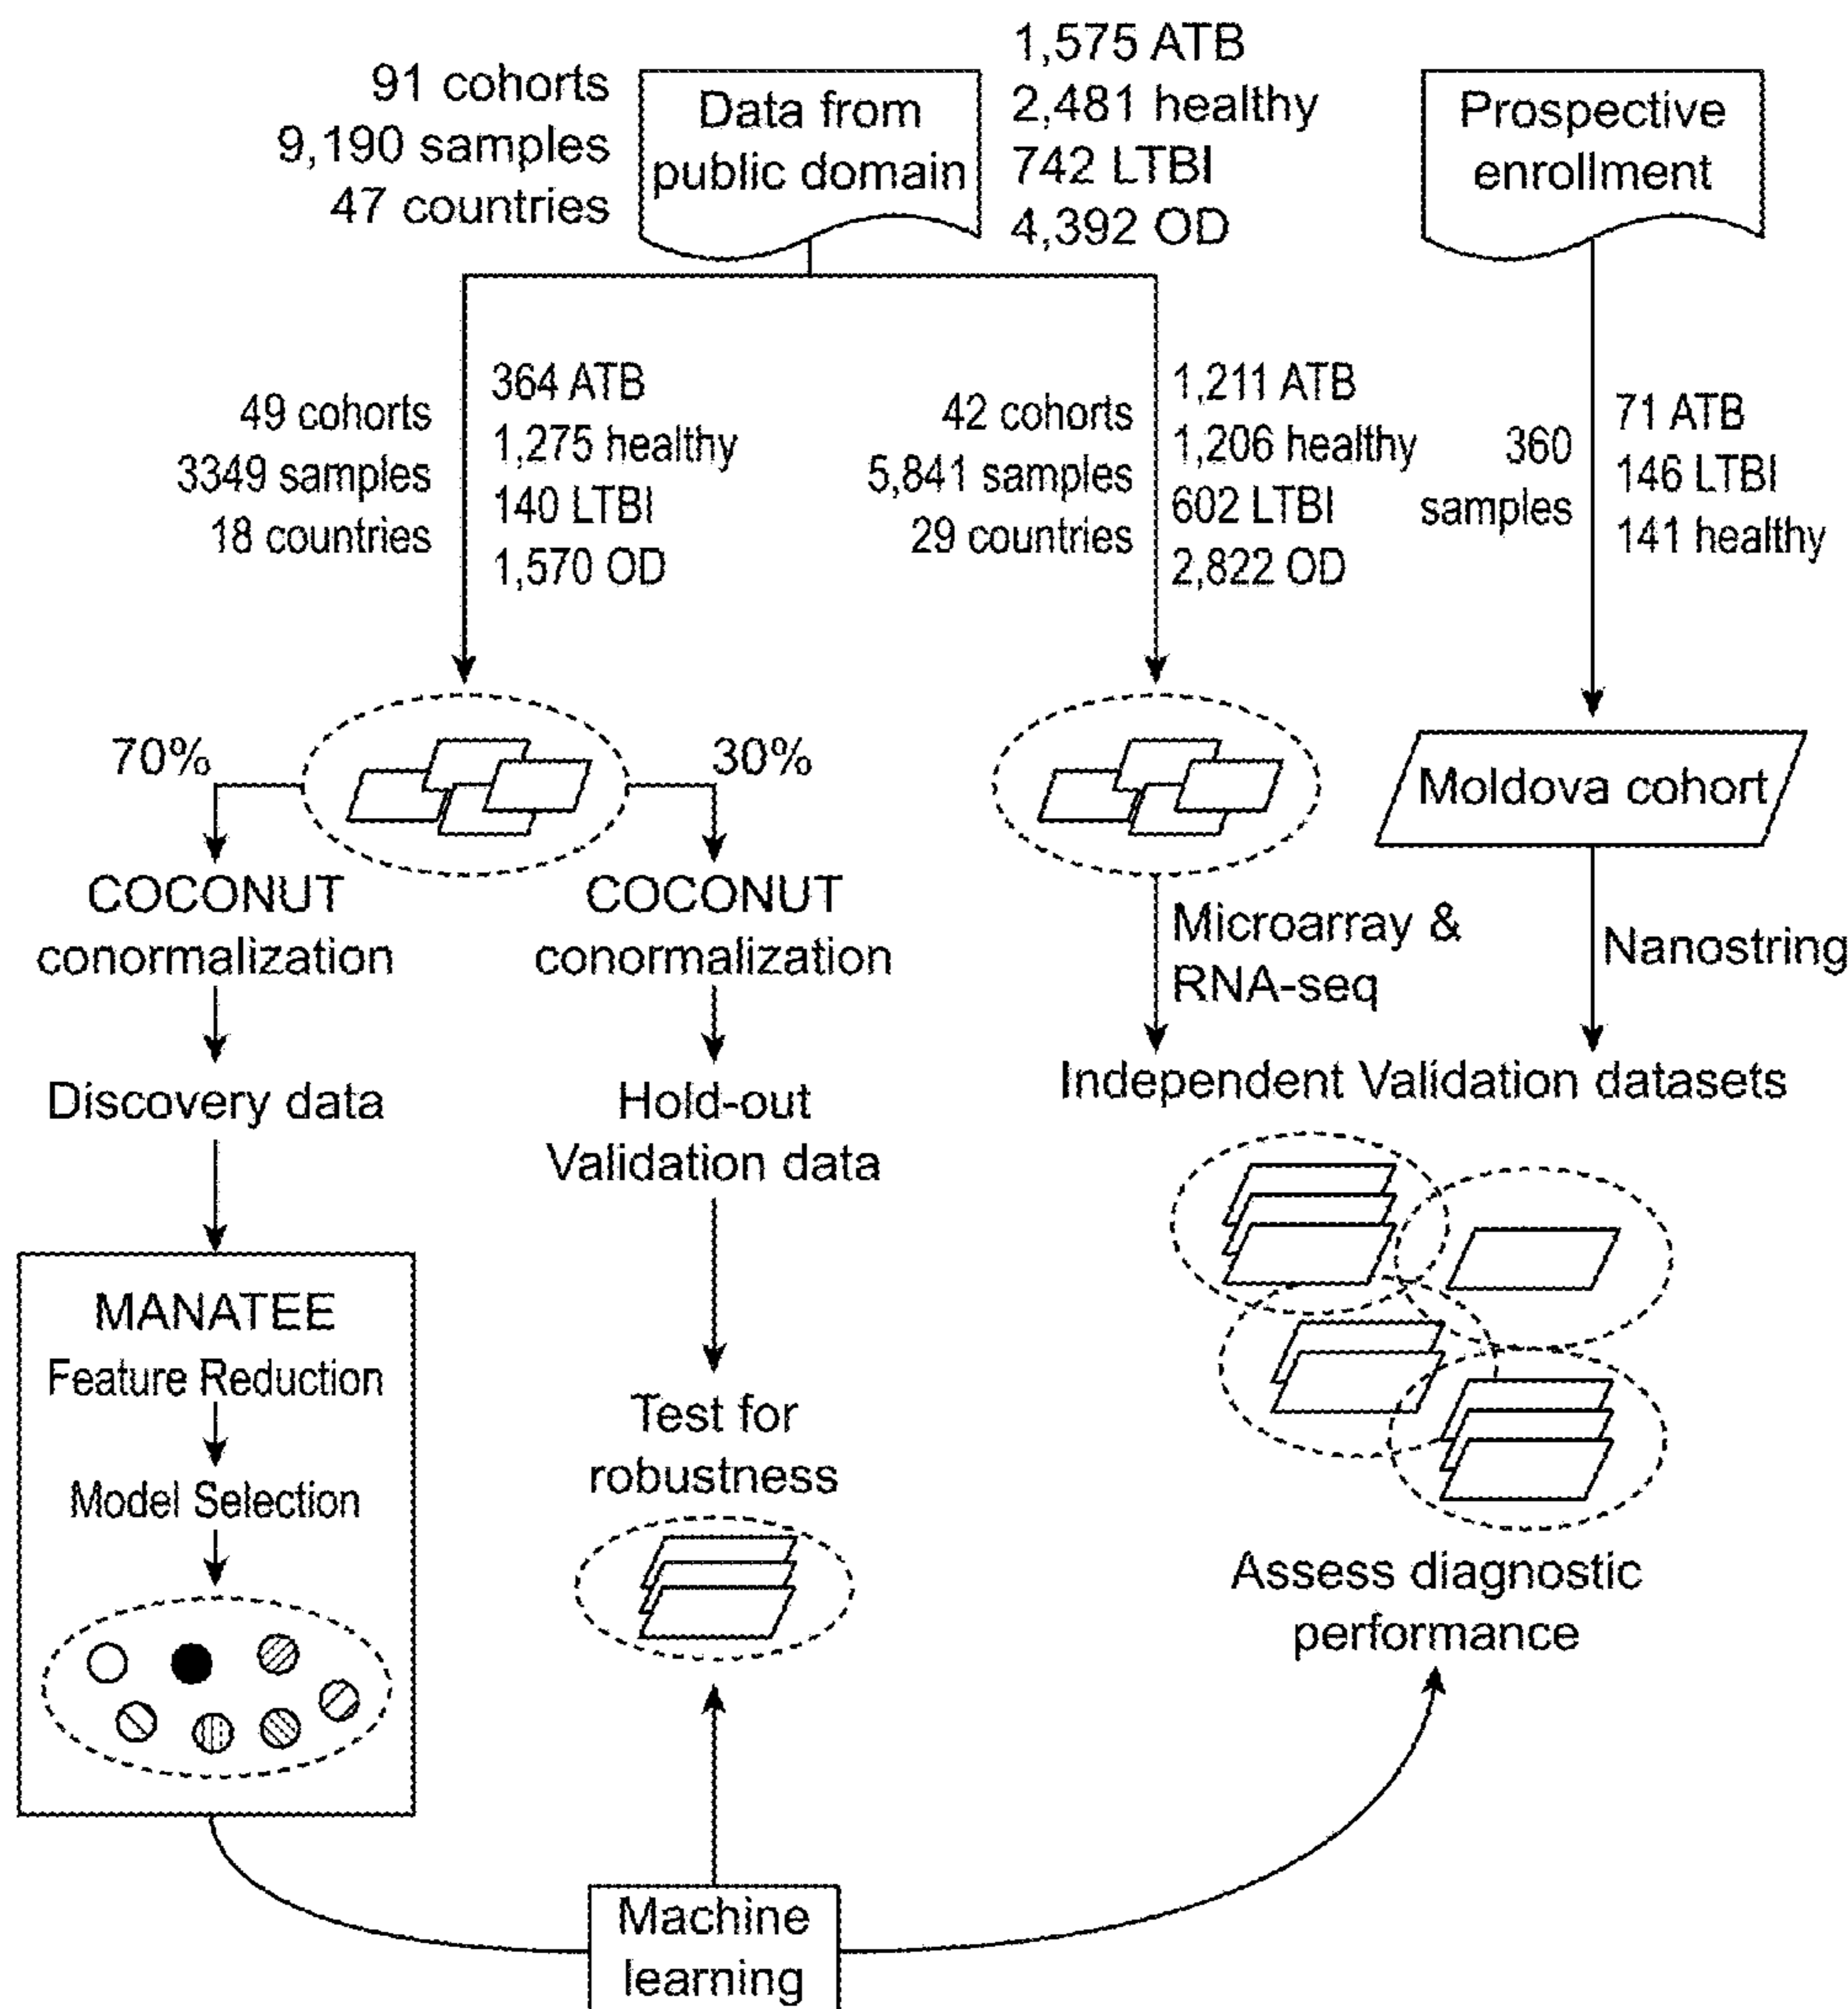 91 cohorts
9,190 samples
47 countries
Data from
public domain
1,575 ATB
2,481 healthy
742 LTBI
4,392 OD
Prospective
enrollment
49 cohorts
3349 samples
18 countries
364 ATB
1,275 healthy
140 LTBI
1,570 OD
42 cohorts
5,841 samples
29 countries
1,211 ATB
1,206 healthy
602 LTBI
2,822 OD
360
samples
71 ATB
146 LTBI
141 healthy
70%
30%
Moldova cohort
COCONUT
conormalization
COCONUT
conormalization
Microarray &
RNA-seq
Nanostring
Discovery data
Hold-out
Validation data
Independent Validation datasets
MANATEE
Feature Reduction
Model Selection
Test for
robustness
Assess diagnostic
performance
Machine
learning